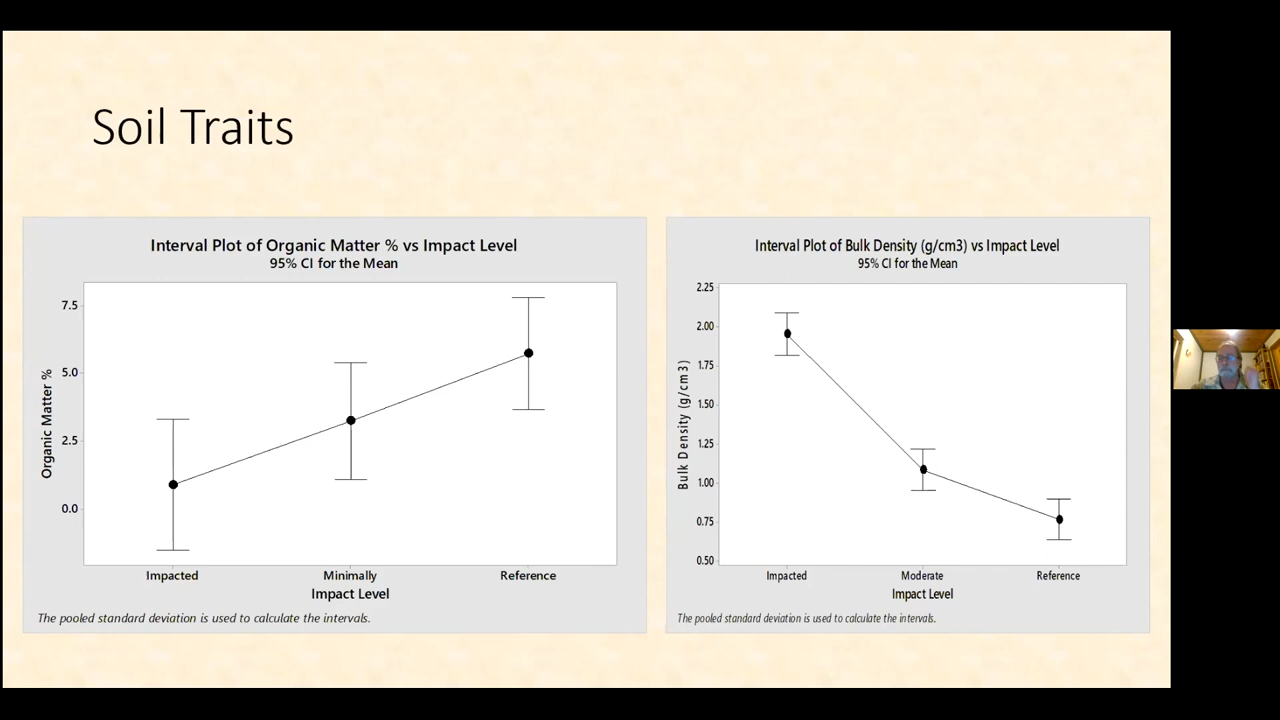 Soil Traits
Interval Plot of Organic Matter % vs Impact Level
95% CI for the Mean
Organic Matter %
7.5
5.0
2.5
0.0
Impacted
Minimally
Reference
Impact Level
The pooled standard deviation is used to calculate the intervals.
Interval Plot of Bulk Density (g/cm3) vs Impact Level
95% CI for the Mean
Bulk Density (g/cm3)
2.25
2.00
1.75
1.50
1.25
1.00
0.75
0.50
Impacted
Moderate
Reference
Impact Level
The pooled standard deviation is used to calculate the intervals.